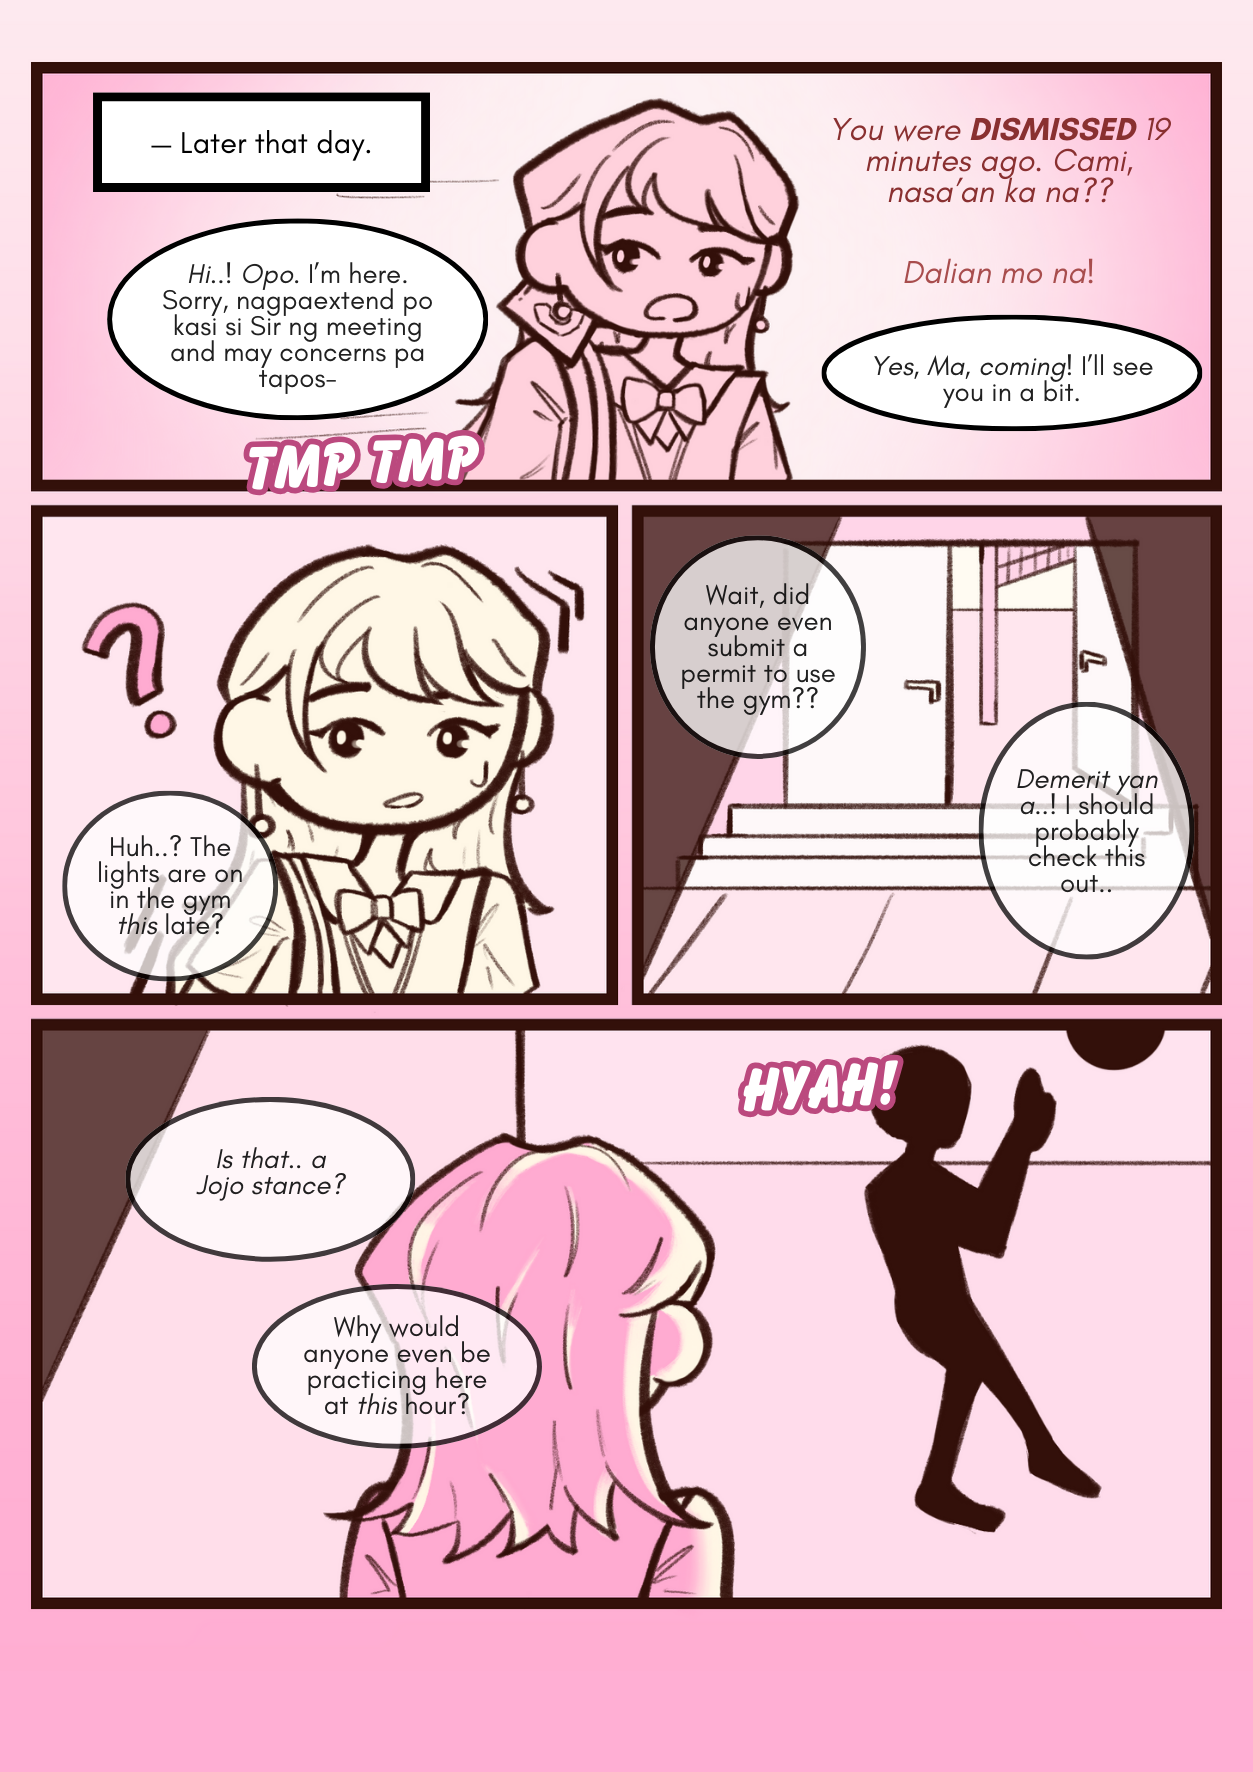 — Later that day.
You were DISMISSED 19
minutes ago. Cami,
nasa'an ka na??
Hi..! Opo. I'm here.
Sorry, nagpaextend po
kasi si Sir ng meeting
and may concerns pa
tapos–
Dalian mo na!
Yes, Ma, coming! I'll see
you in a bit.
TMP TMP
Huh..? The
lights are on
in the gym
this late?
Wait, did
anyone even
submit a
permit to use
the gym??
Demerit yan
a..! I should
probably
check this
out..
HYAH!
Is that.. a
Jojo stance?
Why would
anyone even be
practicing here
at this hour?